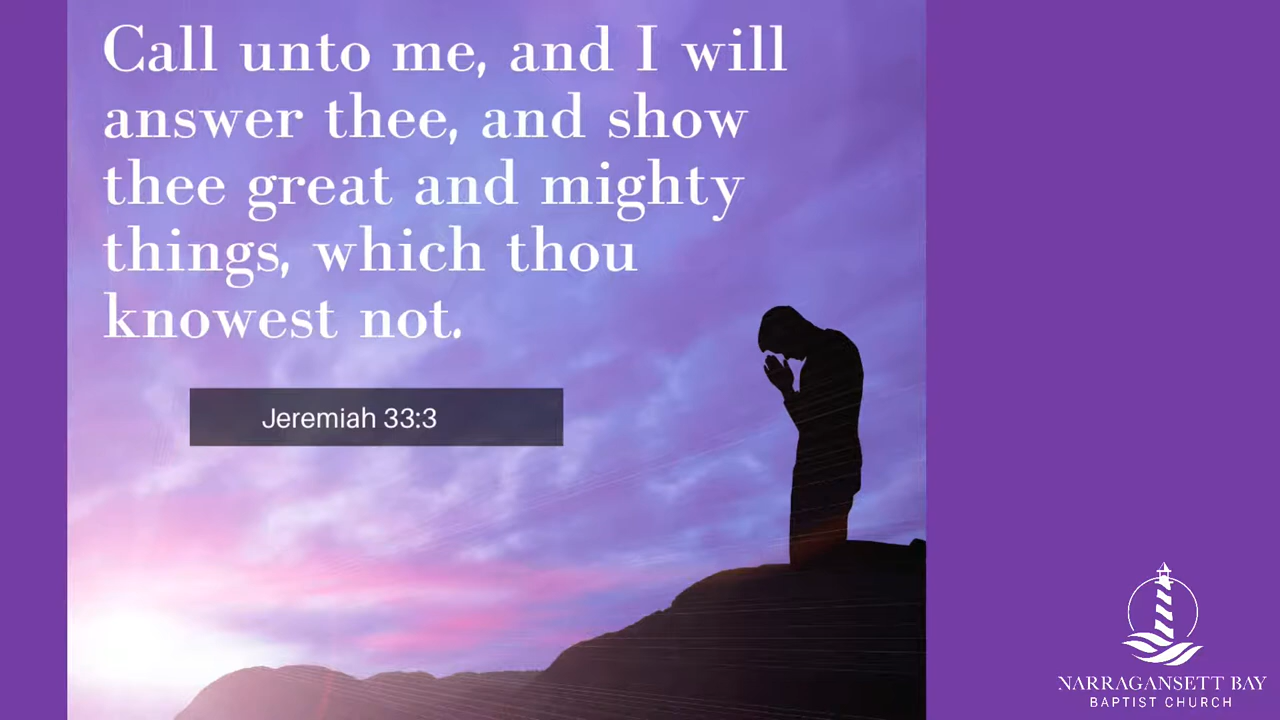 Call unto me, and I will
answer thee, and show
thee great and mighty
things, which thou
knowest not.
Jeremiah 33:3
NARRAGANSETT BAY
BAPTIST CHURCH